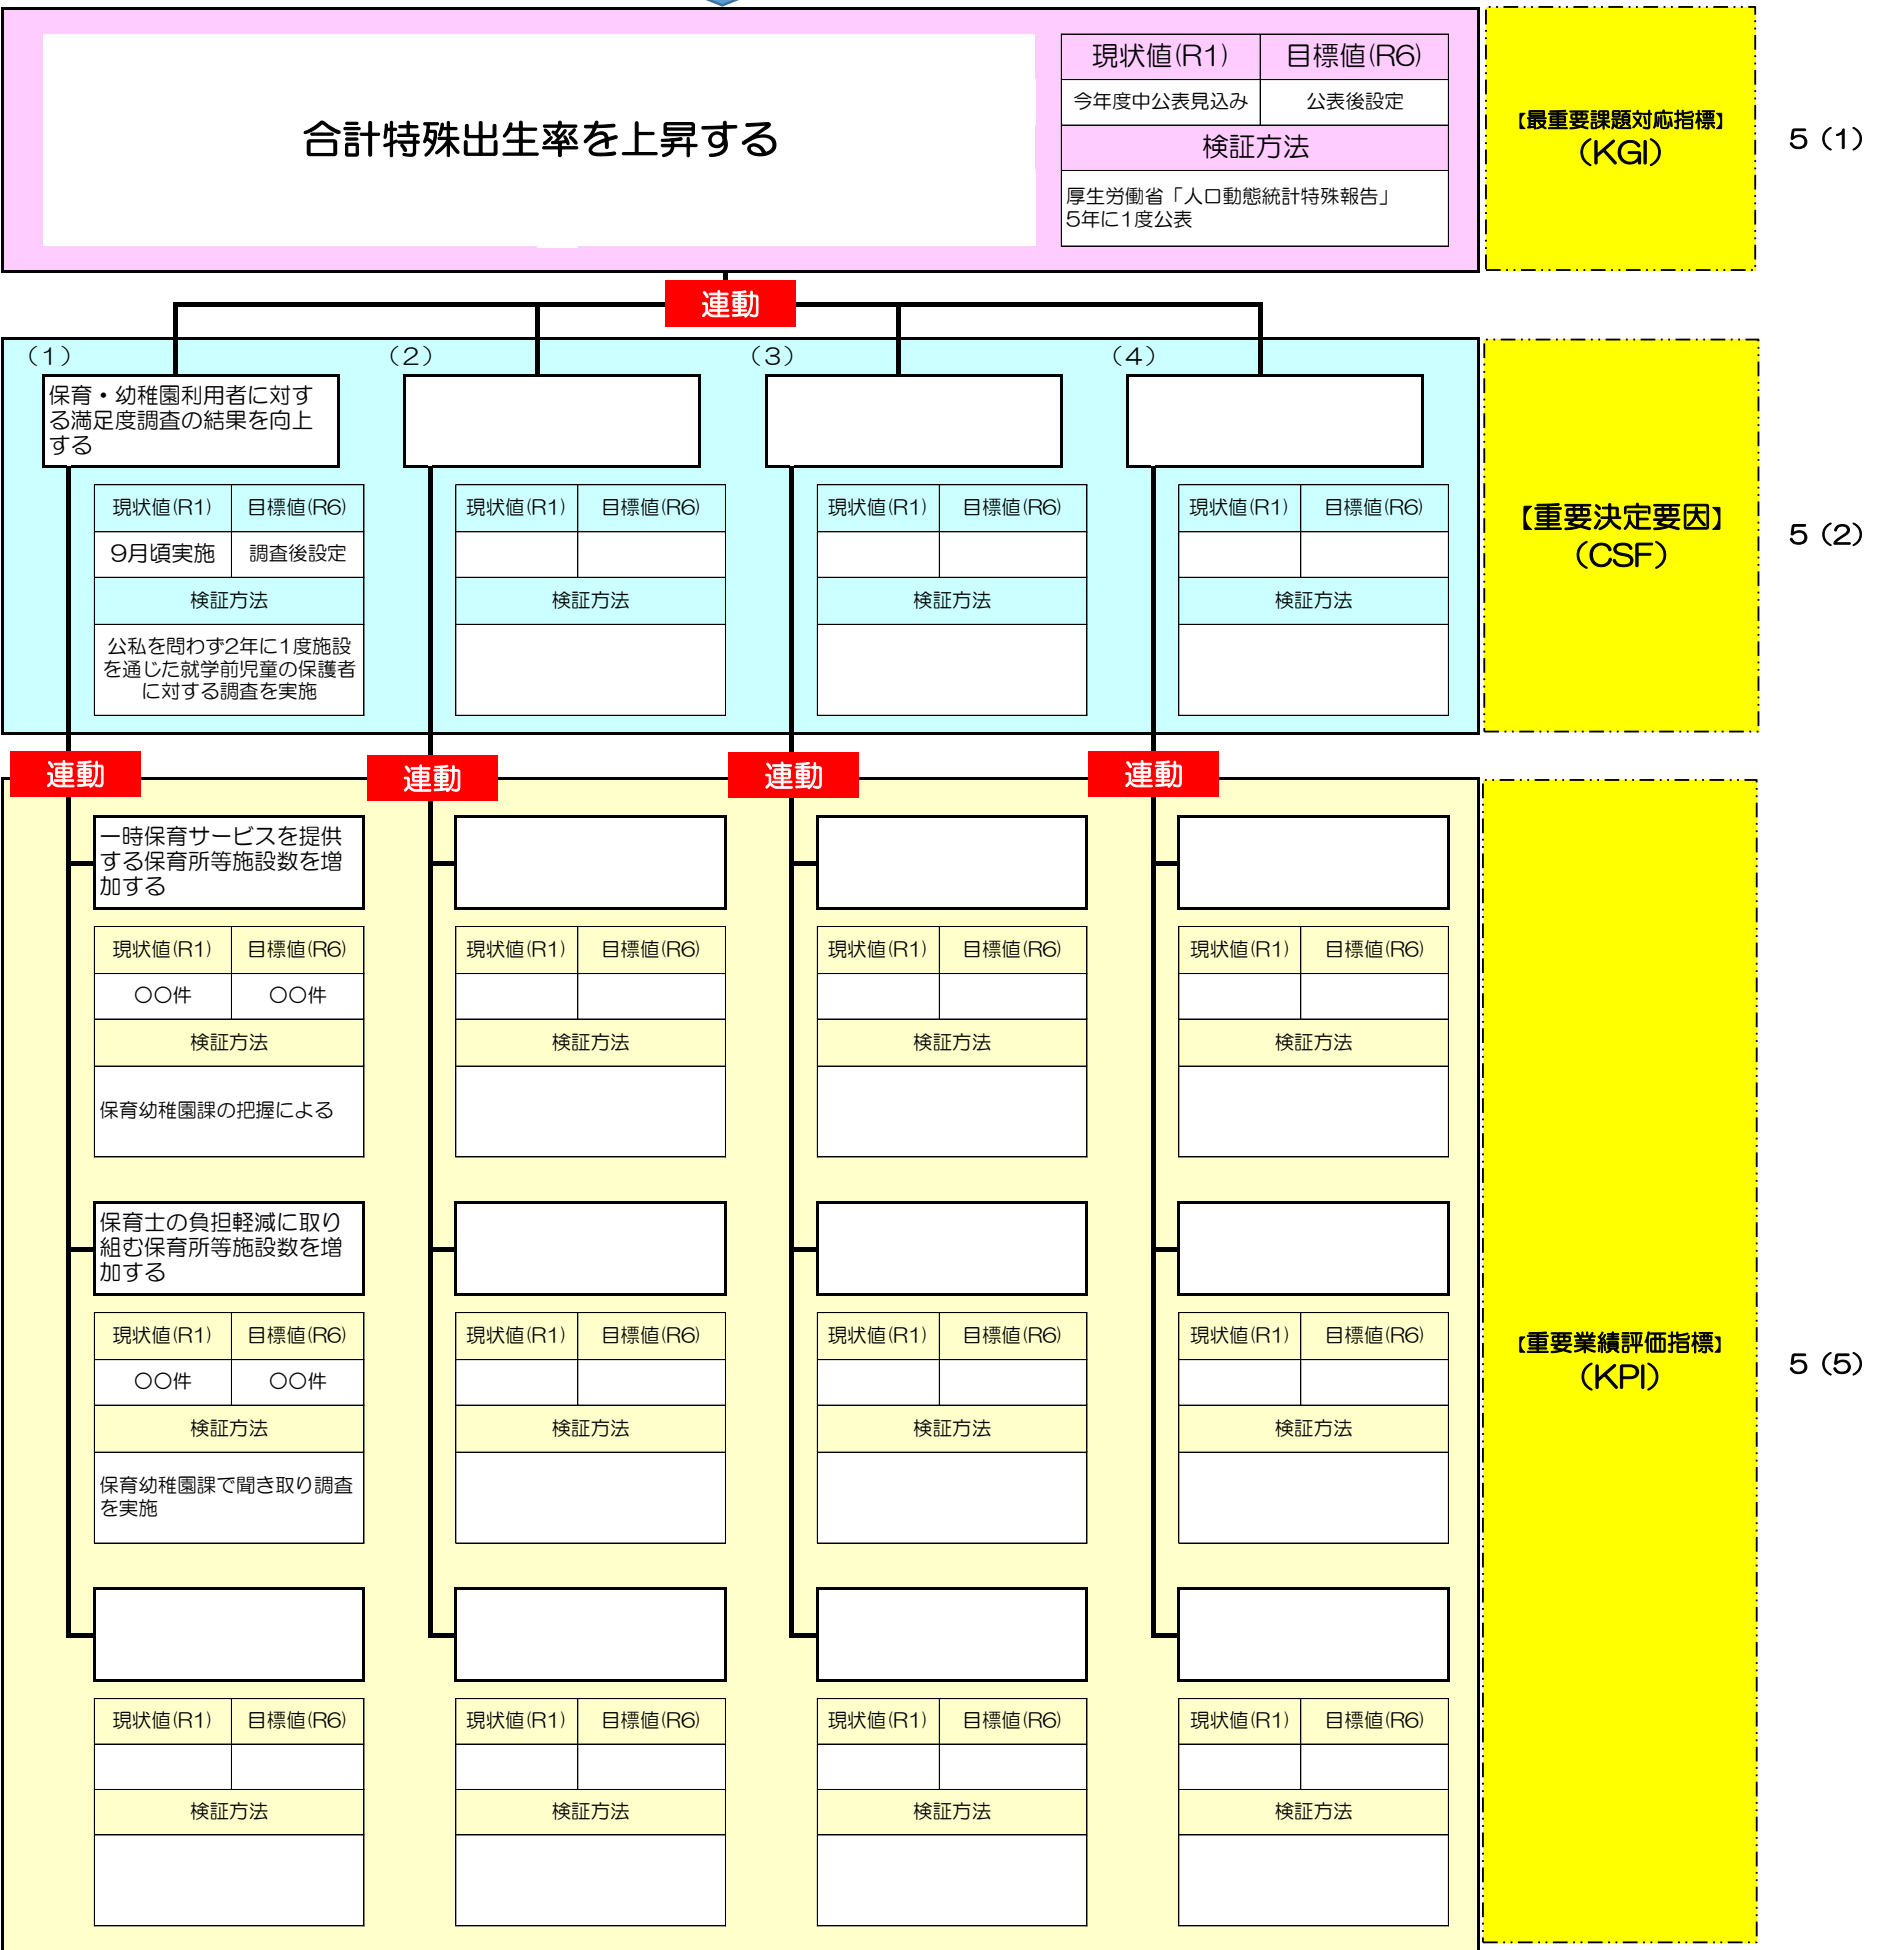 合計特殊出生率を上昇する
現状値(R1) 目標値(R6)
今年度中公表見込み 公表後設定
検証方法
厚生労働省「人口動態統計特殊報告」
5年に1度公表
【最重要課題対応指標】
（KGI）
5（1）
連動
（1） （2） （3） （4）
保育・幼稚園利用者に対す
る満足度調査の結果を向上
する
現状値(R1) 目標値(R6) 現状値(R1) 目標値(R6) 現状値(R1) 目標値(R6) 現状値(R1) 目標値(R6)
9月頃実施 調査後設定
検証方法 検証方法 検証方法 検証方法
公私を問わず2年に1度施設
を通じた就学前児童の保護者
に対する調査を実施
【重要決定要因】
（CSF）
5（2）
連動 連動 連動 連動
一時保育サービスを提供
する保育所等施設数を増
加する
現状値(R1) 目標値(R6) 現状値(R1) 目標値(R6) 現状値(R1) 目標値(R6) 現状値(R1) 目標値(R6)
〇〇件 〇〇件
検証方法 検証方法 検証方法 検証方法
保育幼稚園課の把握による
保育士の負担軽減に取り
組む保育所等施設数を増
加する
現状値(R1) 目標値(R6) 現状値(R1) 目標値(R6) 現状値(R1) 目標値(R6) 現状値(R1) 目標値(R6)
〇〇件 〇〇件
検証方法 検証方法 検証方法 検証方法
保育幼稚園課で聞き取り調査
を実施
【重要業績評価指標】
（KPI）
5（5）
現状値(R1) 目標値(R6) 現状値(R1) 目標値(R6) 現状値(R1) 目標値(R6) 現状値(R1) 目標値(R6)
検証方法 検証方法 検証方法 検証方法